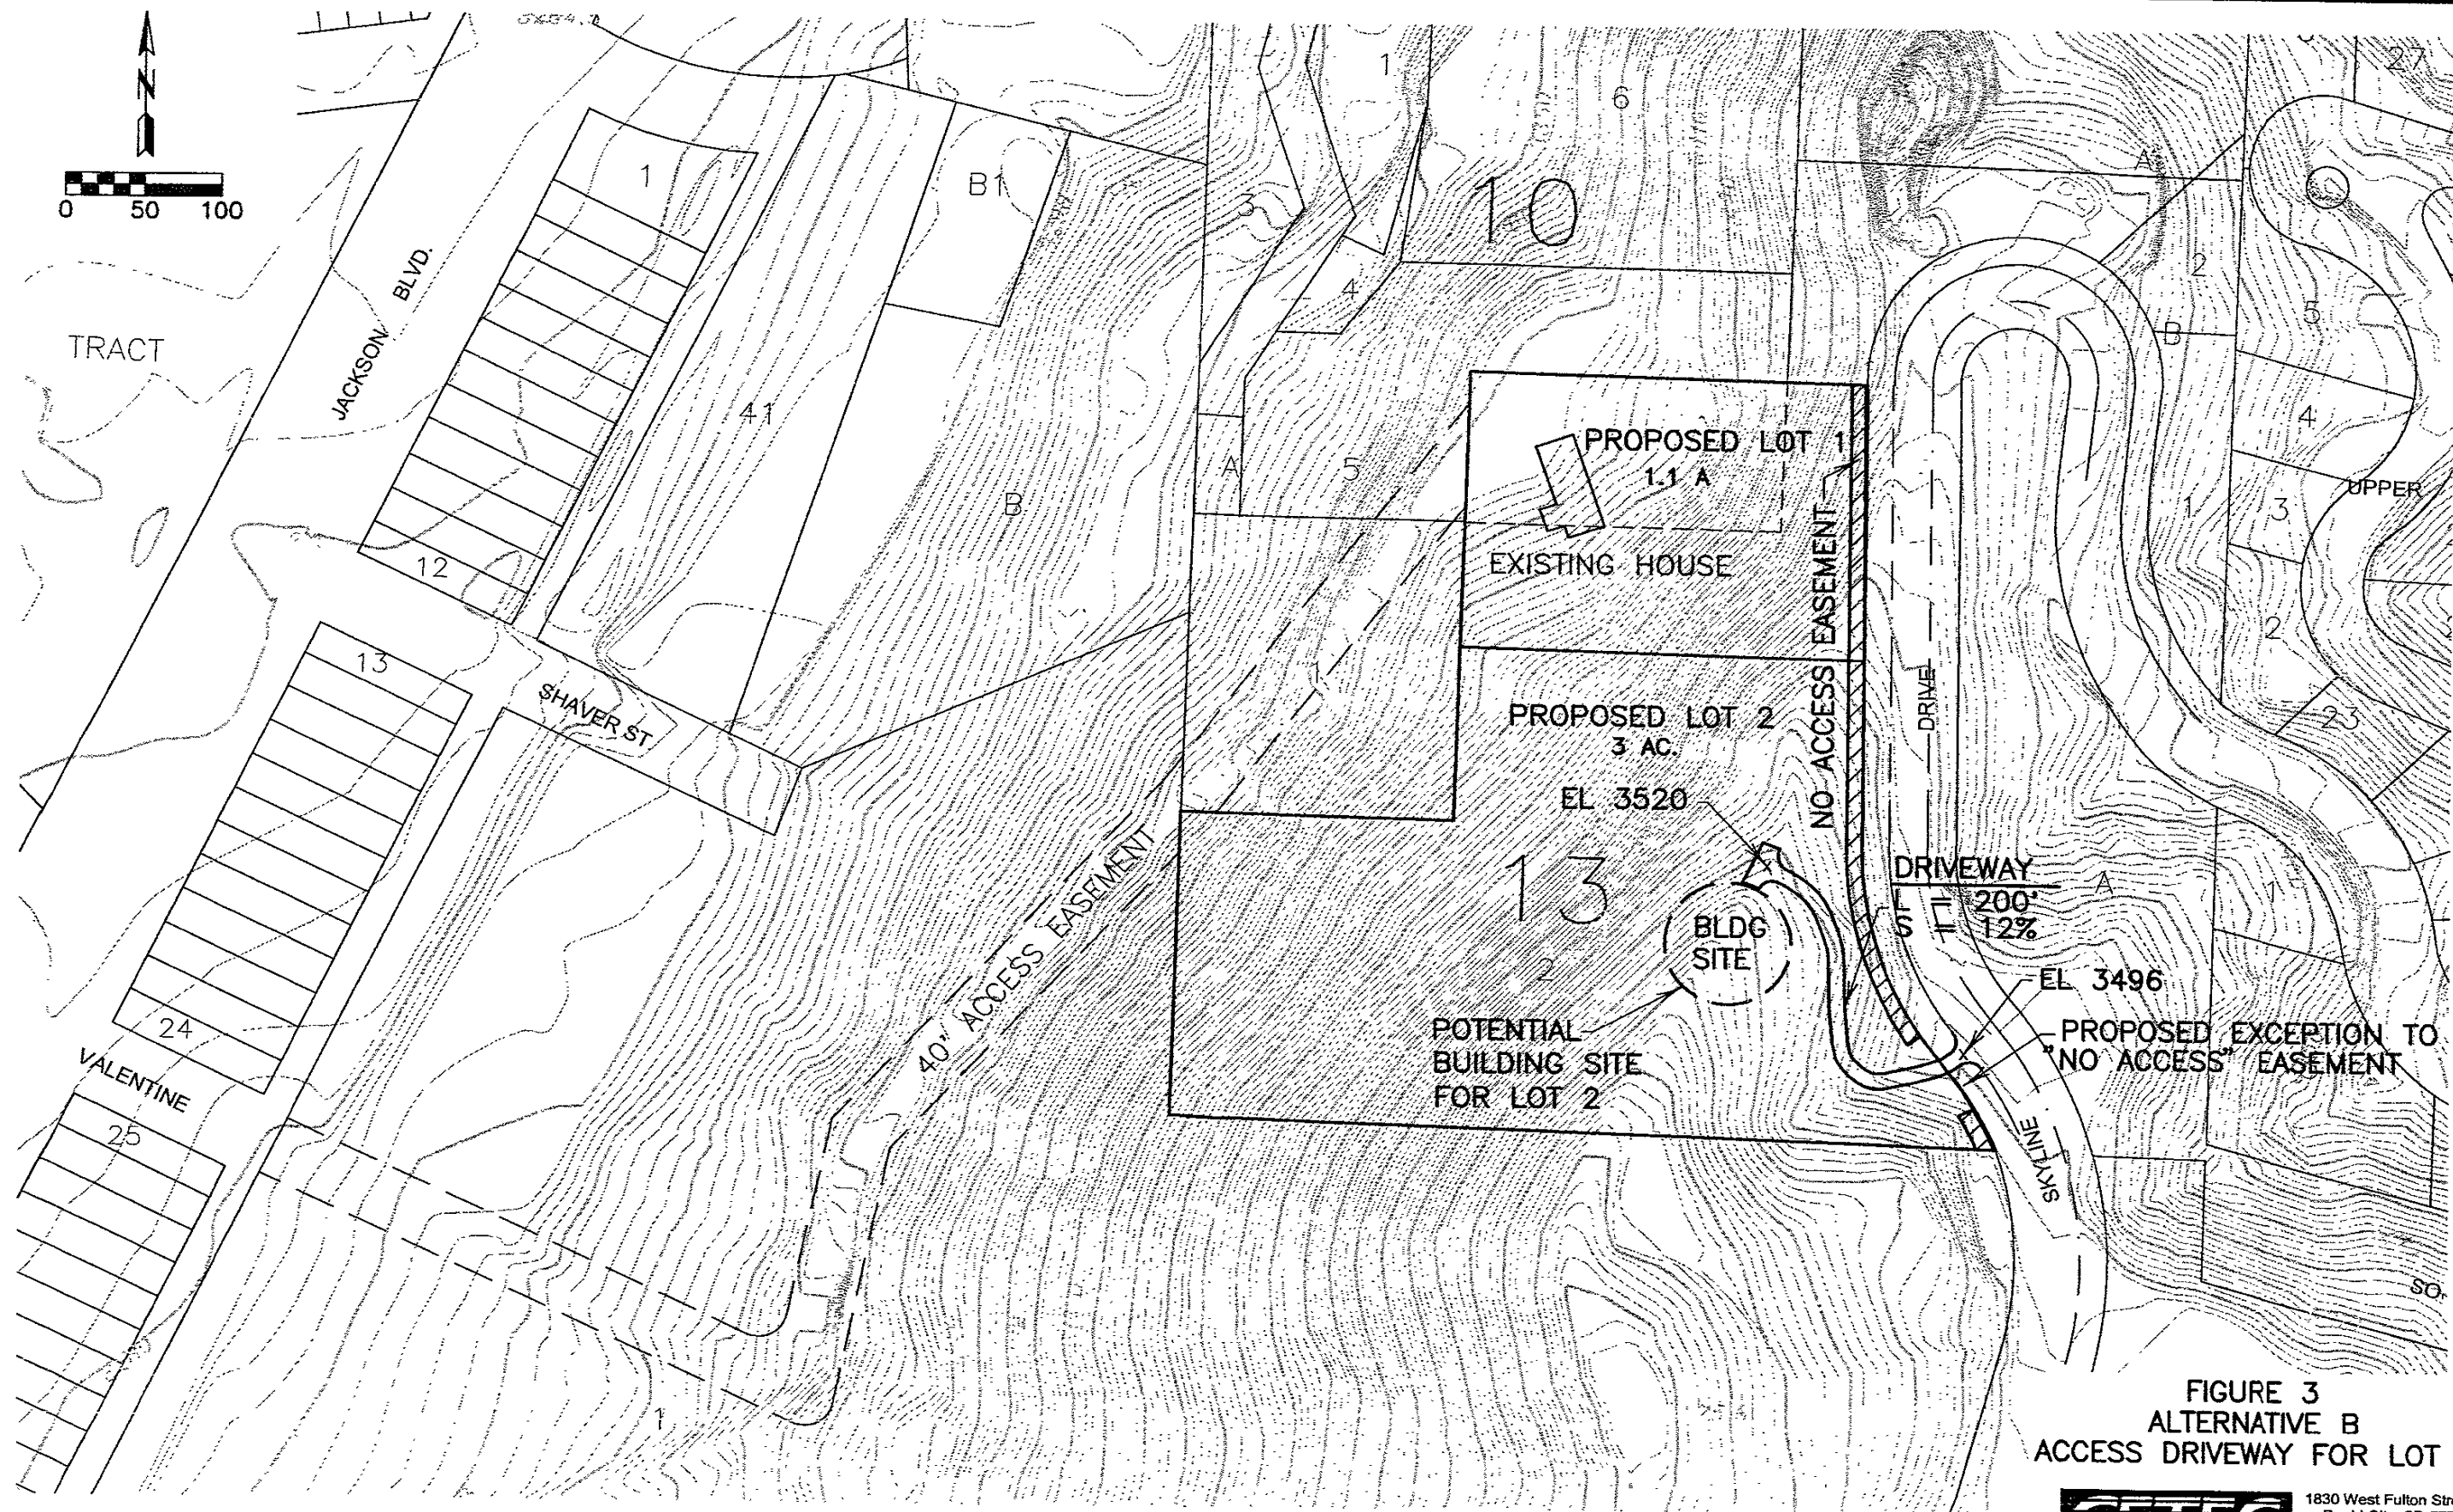 N
0 50 100
TRACT
JACKSON BLVD.
1
12
41
B1
B
13
SHAVER ST
24
VALENTINE
25
1
40' ACCESS EASEMENT
3
1
4
A
5
6
10
PROPOSED LOT 1
1.1 A
EXISTING HOUSE
NO ACCESS EASEMENT
PROPOSED LOT 2
3 AC.
EL 3520
13
2
BLDG
SITE
POTENTIAL
BUILDING SITE
FOR LOT 2
DRIVE
DRIVEWAY
L = 200'
S = 12%
EL 3496
PROPOSED EXCEPTION TO
"NO ACCESS" EASEMENT
SKYLINE
A
2
B
1
A
1
27
5
4
3
2
23
UPPER
FIGURE 3
ALTERNATIVE B
ACCESS DRIVEWAY FOR LOT
1830 West Fulton Str